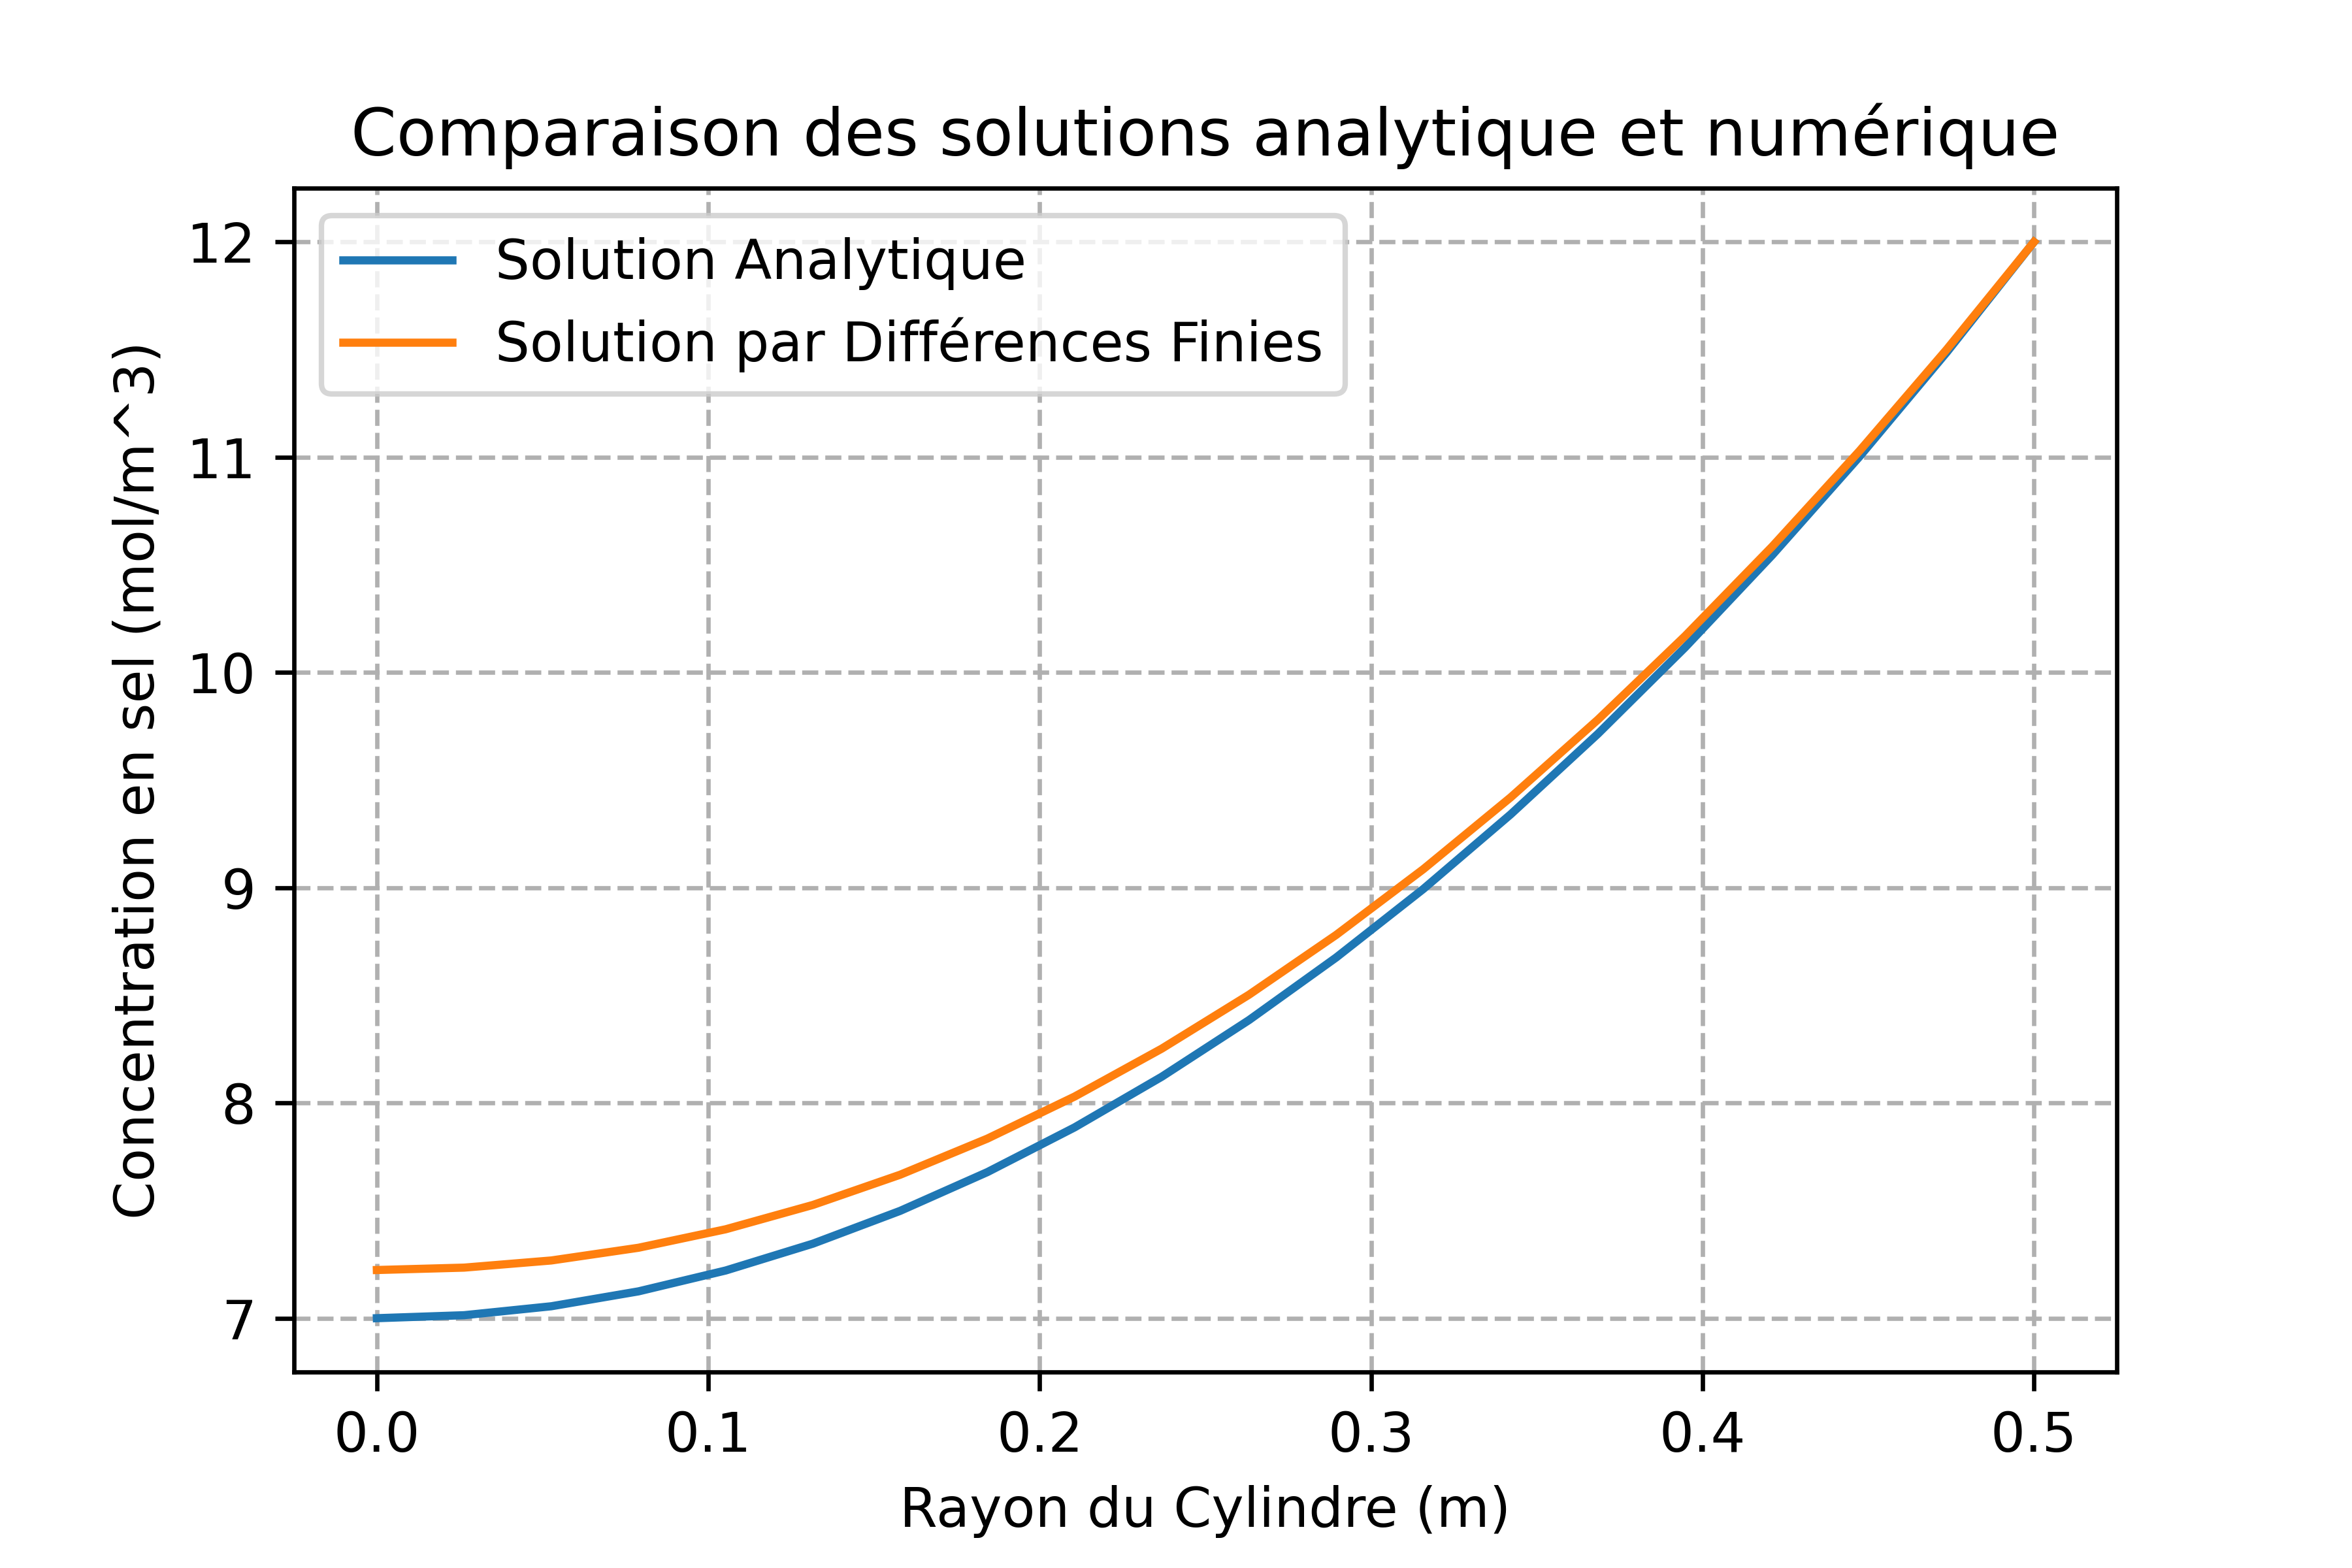 Comparaison des solutions analytique et numérique
Solution Analytique
Solution par Différences Finies
Concentration en sel (mol/m^3)
12
11
10
9
8
7
0.0 0.1 0.2 0.3 0.4 0.5
Rayon du Cylindre (m)